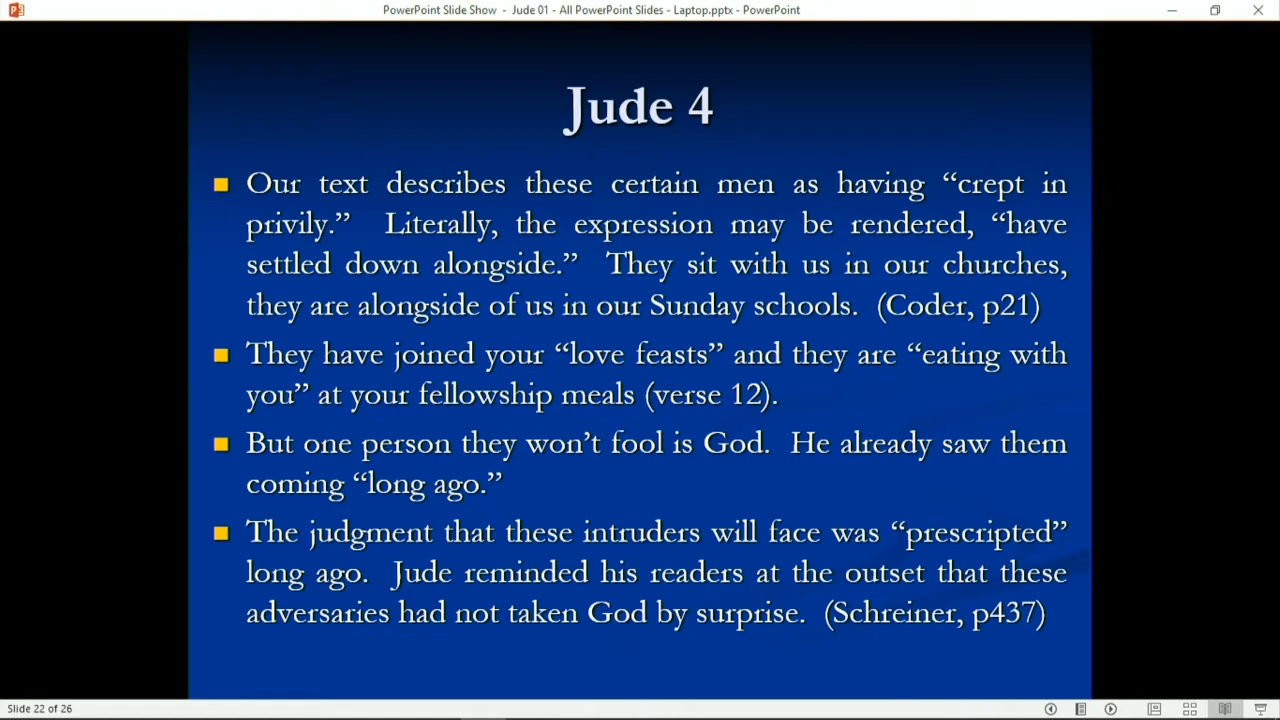 PowerPoint Slide Show - Jude 01 - All PowerPoint Slides - Laptop.pptx - PowerPoint
Jude 4
Our text describes these certain men as having “crept in
privily.” Literally, the expression may be rendered, “have
settled down alongside.” They sit with us in our churches,
they are alongside of us in our Sunday schools. (Coder, p21)
They have joined your “love feasts” and they are “eating with
you” at your fellowship meals (verse 12).
But one person they won’t fool is God. He already saw them
coming “long ago.”
The judgment that these intruders will face was “prescripted”
long ago. Jude reminded his readers at the outset that these
adversaries had not taken God by surprise. (Schreiner, p437)
Slide 22 of 26